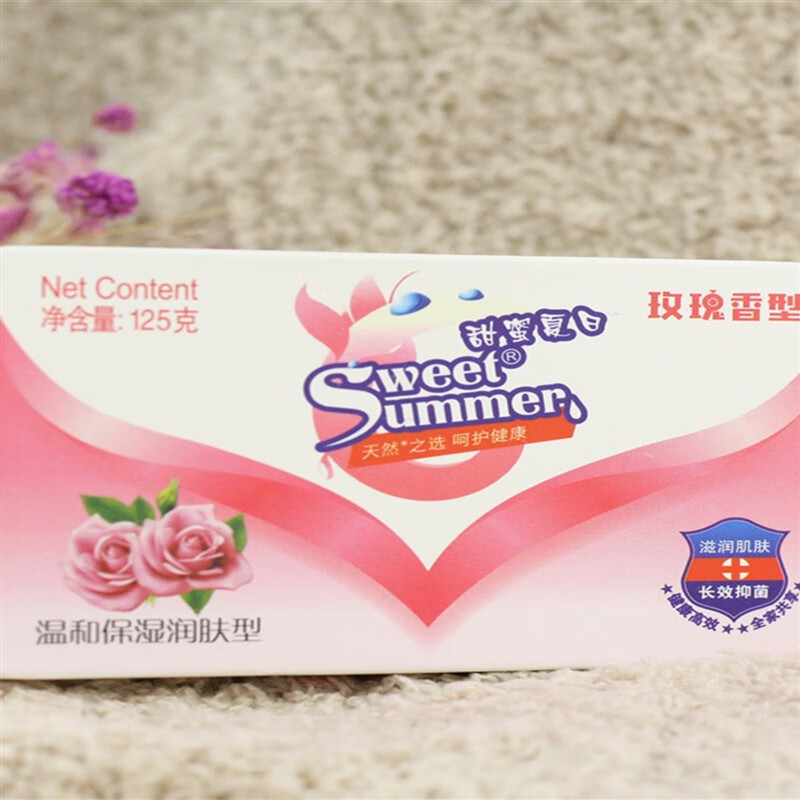 Net Content
净含量: 125克
甜蜜夏日
Sweet®
Summer
天然*之选 呵护健康
玫瑰香型
温和保湿润肤型
滋润肌肤
长效抑菌
★健康高效★★全家共享